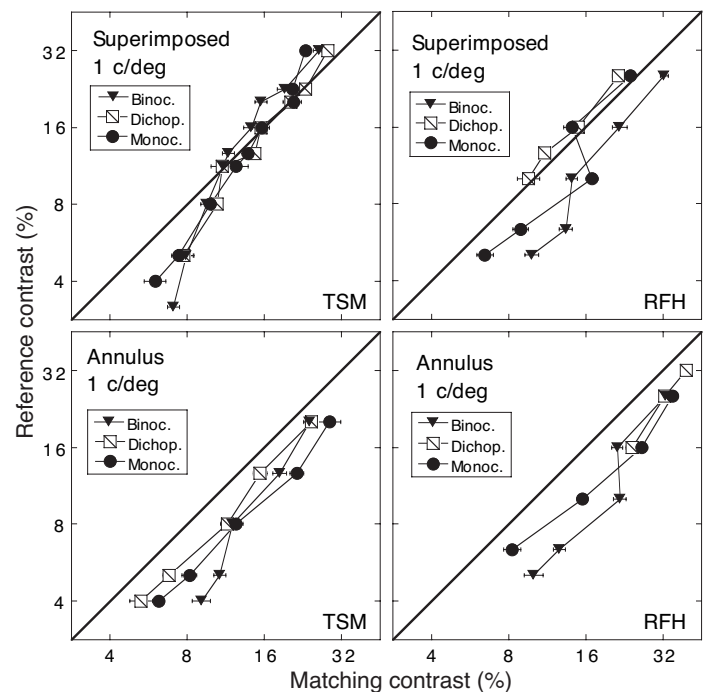 Superimposed
1 c/deg
Binoc.
Dichop.
Monoc.
TSM
Superimposed
1 c/deg
Binoc.
Dichop.
Monoc.
RFH
32
16
8
4
Annulus
1 c/deg
Binoc.
Dichop.
Monoc.
TSM
Annulus
1 c/deg
Binoc.
Dichop.
Monoc.
RFH
32
16
8
4
4 8 16 32 4 8 16 32
Reference contrast (%)
Matching contrast (%)